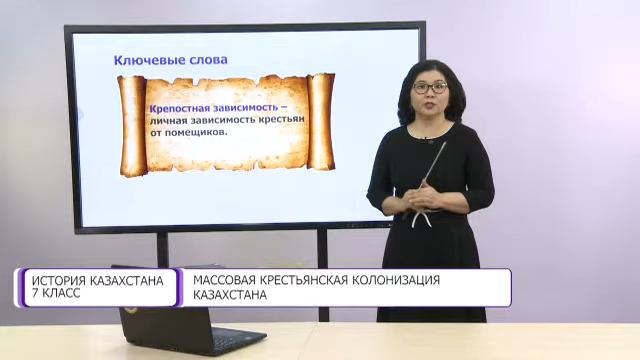 Ключевые слова
Крепостная зависимость –
личная зависимость крестьян
от помещиков.
ИСТОРИЯ КАЗАХСТАНА
7 КЛАСС
МАССОВАЯ КРЕСТЬЯНСКАЯ КОЛОНИЗАЦИЯ
КАЗАХСТАНА